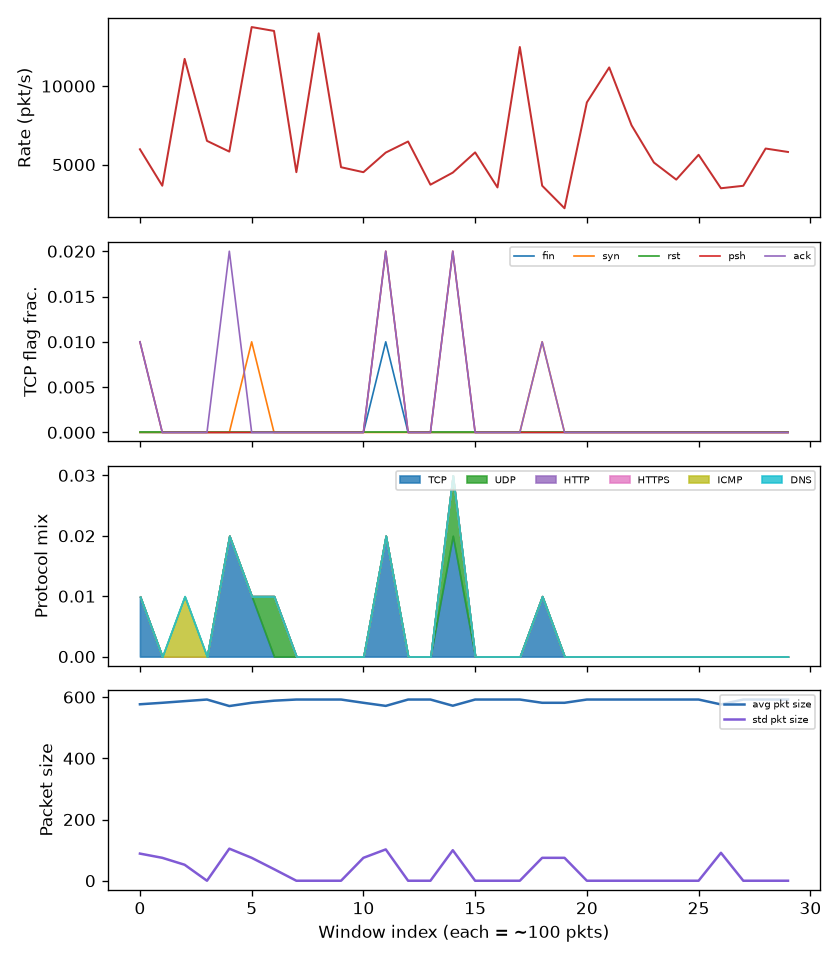 10000
5000
Rate (pkt/s)
0.020
0.015
0.010
0.005
0.000
TCP flag frac.
fin syn rst psh ack
0.03
0.02
0.01
0.00
Protocol mix
TCP UDP HTTP HTTPS ICMP DNS
600
400
200
0
Packet size
avg pkt size
std pkt size
0 5 10 15 20 25 30
Window index (each = ~100 pkts)